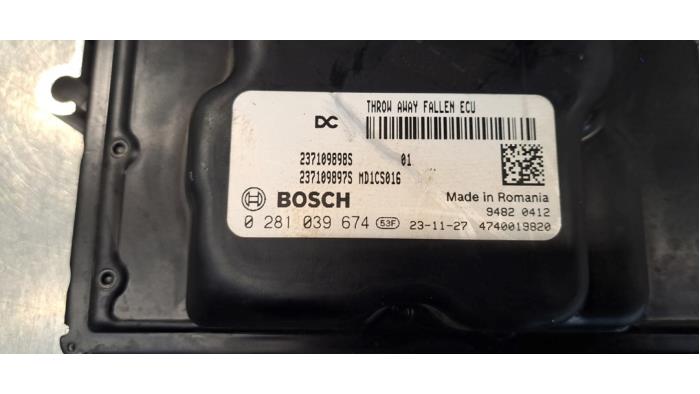 THROW AWAY FALLEN ECU
DC
237109898S 01
237109897S MD1CS016
BOSCH
Made in Romania
9482 0412
0 281 039 674 53F 23-11-27 4740019820